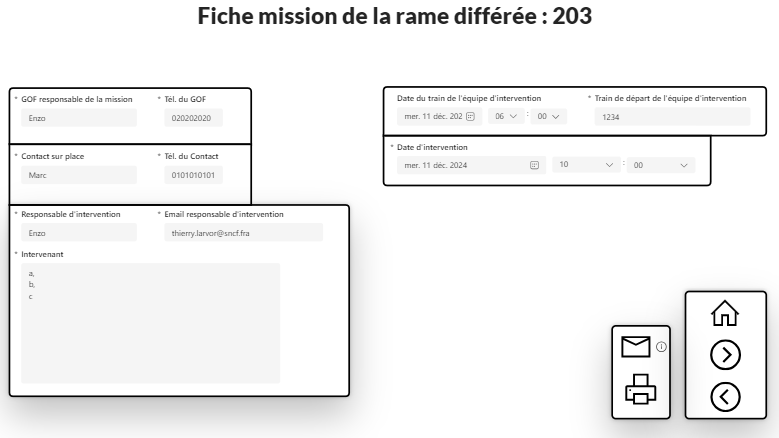 Fiche mission de la rame différée : 203
* GOF responsable de la mission * Tél. du GOF
Enzo 020202020
* Contact sur place * Tél. du Contact
Marc 0101010101
* Responsable d'intervention * Email responsable d'intervention
Enzo thierry.larvor@sncf.fra
* Intervenant
a,
b,
c
Date du train de l'équipe d'intervention * Train de départ de l'équipe d'intervention
mer. 11 déc. 202 06 : 00 1234
* Date d'intervention
mer. 11 déc. 2024 10 : 00